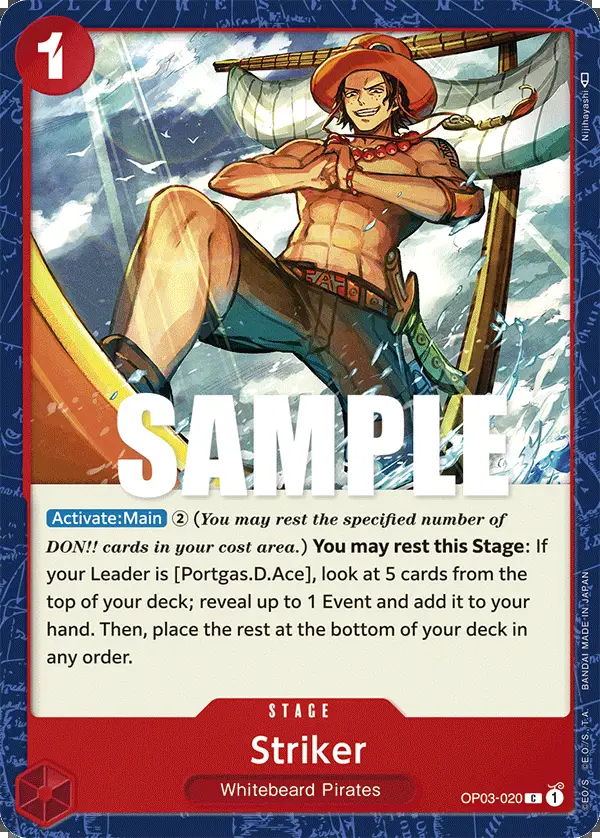 1
Nijihayashi
SAMPLE
Activate:Main ② (You may rest the specified number of
DON!! cards in your cost area.) You may rest this Stage: If
your Leader is [Portgas.D.Ace], look at 5 cards from the
top of your deck; reveal up to 1 Event and add it to your
hand. Then, place the rest at the bottom of your deck in
any order.
STAGE
Striker
Whitebeard Pirates
OP03-020 C 1
©E.O./S. ©E.O./S.,T.A. BANDAI MADE IN JAPAN